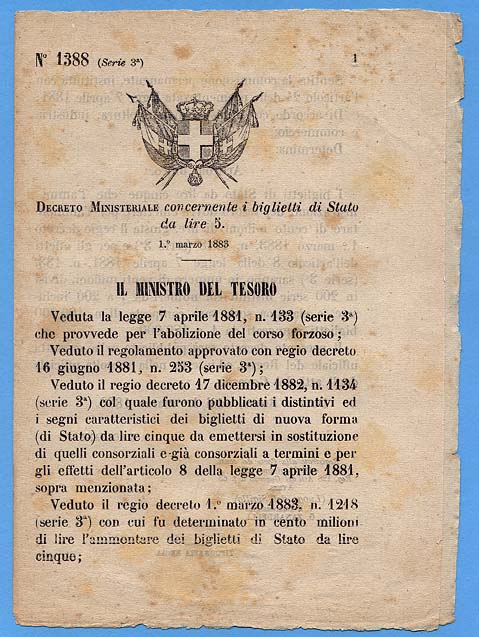 N° 1388 (Serie 3ª) 1
DECRETO MINISTERIALE concernente i biglietti di Stato
da lire 5.
1.° marzo 1883
IL MINISTRO DEL TESORO
Veduta la legge 7 aprile 1881, n. 133 (serie 3ª)
che provvede per l'abolizione del corso forzoso;
Veduto il regolamento approvato con regio decreto
16 giugno 1881, n. 253 (serie 3ª);
Veduto il regio decreto 17 dicembre 1882, n. 1134
(serie 3ª) col quale furono pubblicati i distintivi ed
i segni caratteristici dei biglietti di nuova forma
(di Stato) da lire cinque da emettersi in sostituzione
di quelli consorziali e già consorziali a termini e per
gli effetti dell'articolo 8 della legge 7 aprile 1881,
sopra menzionata;
Veduto il regio decreto 1.° marzo 1883, n. 1218
(serie 3ª) con cui fu determinato in cento milioni
di lire l'ammontare dei biglietti di Stato da lire
cinque;